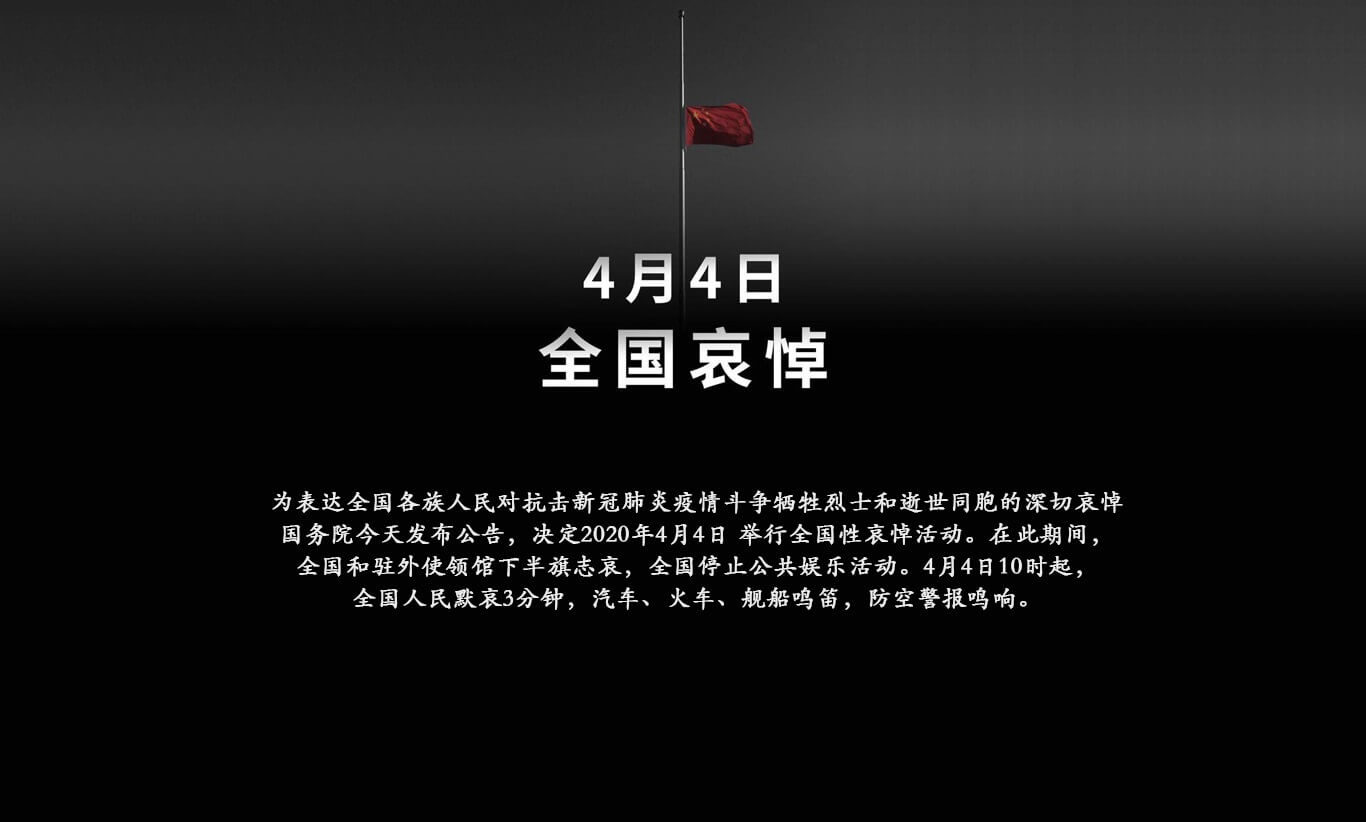 4月4日
全国哀悼
为表达全国各族人民对抗击新冠肺炎疫情斗争牺牲烈士和逝世同胞的深切哀悼
国务院今天发布公告，决定2020年4月4日 举行全国性哀悼活动。在此期间，
全国和驻外使领馆下半旗志哀，全国停止公共娱乐活动。4月4日10时起，
全国人民默哀3分钟，汽车、火车、舰船鸣笛，防空警报鸣响。